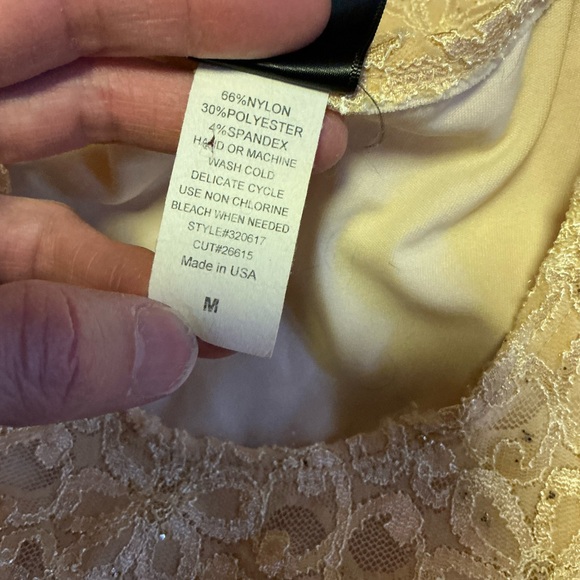 66%NYLON
30%POLYESTER
4%SPANDEX
HAND OR MACHINE
WASH COLD
DELICATE CYCLE
USE NON CHLORINE
BLEACH WHEN NEEDED
STYLE#320617
CUT#26615
Made in USA
M